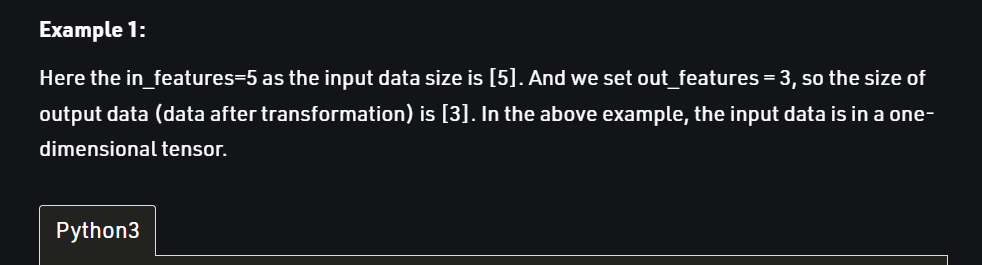 Example 1:
Here the in_features=5 as the input data size is [5]. And we set out_features = 3, so the size of
output data (data after transformation) is [3]. In the above example, the input data is in a one-
dimensional tensor.
Python3